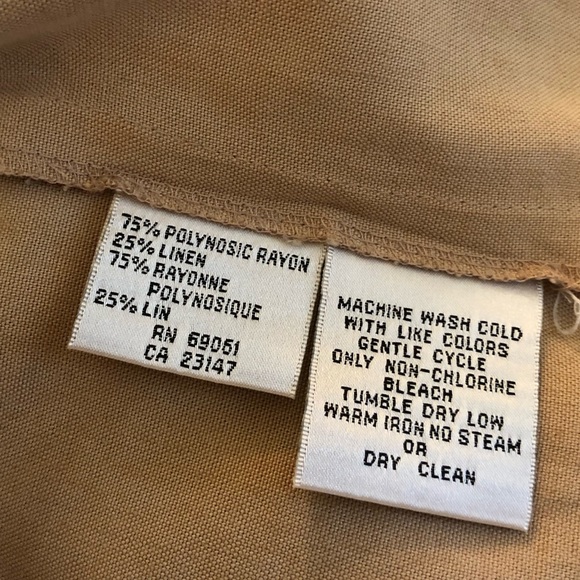 75% POLYNOSIC RAYON
25% LINEN
75% RAYONNE
POLYNOSIQUE
25% LIN
RN 69061
CA 23147
MACHINE WASH COLD
WITH LIKE COLORS
GENTLE CYCLE
ONLY NON-CHLORINE
BLEACH
TUMBLE DRY LOW
WARM IRON NO STEAM
OR
DRY CLEAN